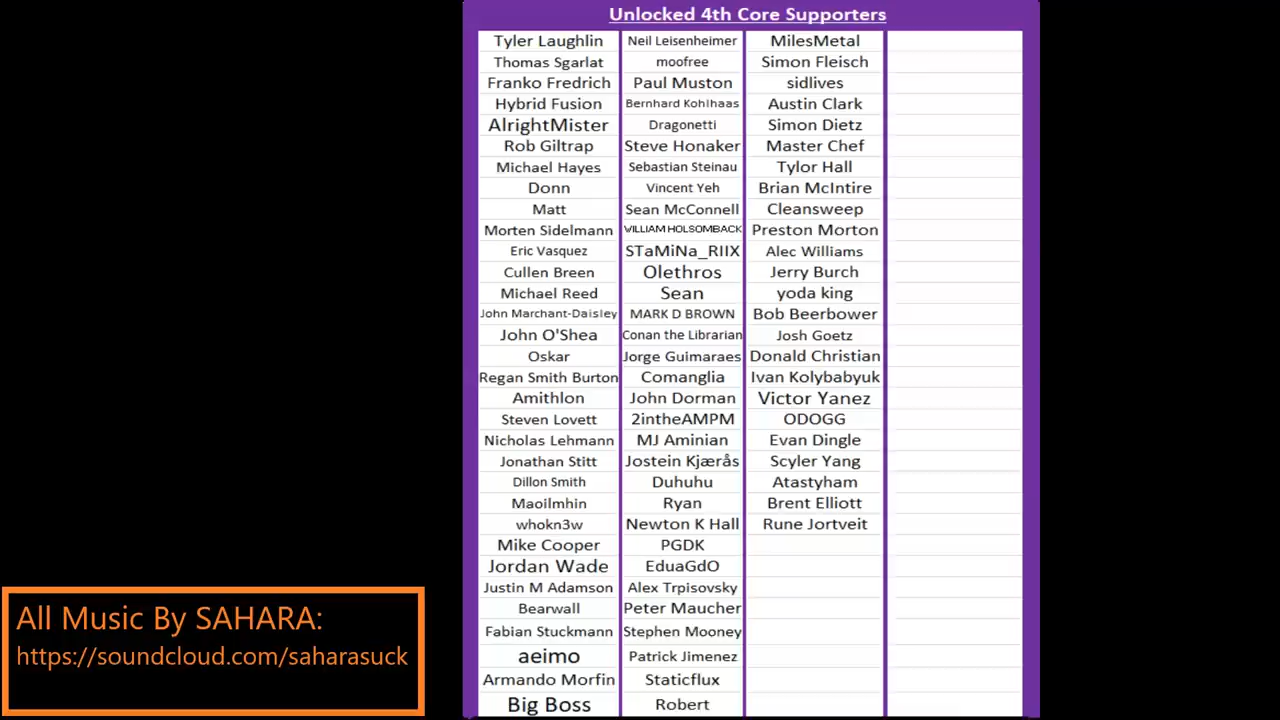 Unlocked 4th Core Supporters
Tyler Laughlin
Thomas Sgarlat
Franko Fredrich
Hybrid Fusion
AlrightMister
Rob Giltrap
Michael Hayes
Donn
Matt
Morten Sidelmann
Eric Vasquez
Cullen Breen
Michael Reed
John Marchant-Daisley
John O'Shea
Oskar
Regan Smith Burton
Amithlon
Steven Lovett
Nicholas Lehmann
Jonathan Stitt
Dillon Smith
Maoilmhin
whokn3w
Mike Cooper
Jordan Wade
Justin M Adamson
Bearwall
Fabian Stuckmann
aeimo
Armando Morfin
Big Boss
Neil Leisenheimer
moofree
Paul Muston
Bernhard Kohlhaas
Dragonetti
Steve Honaker
Sebastian Steinau
Vincent Yeh
Sean McConnell
WILLIAM HOLSOMBACK
STaMiNa_RIIX
Olethros
Sean
MARK D BROWN
Conan the Librarian
Jorge Guimaraes
Comanglia
John Dorman
2intheAMPM
MJ Aminian
Jostein Kjærås
Duhuhu
Ryan
Newton K Hall
PGDK
EduaGdO
Alex Trpisovsky
Peter Maucher
Stephen Mooney
Patrick Jimenez
Staticflux
Robert
MilesMetal
Simon Fleisch
sidlives
Austin Clark
Simon Dietz
Master Chef
Tylor Hall
Brian McIntire
Cleansweep
Preston Morton
Alec Williams
Jerry Burch
yoda king
Bob Beerbower
Josh Goetz
Donald Christian
Ivan Kolybabyuk
Victor Yanez
ODOGG
Evan Dingle
Scyler Yang
Atastyham
Brent Elliott
Rune Jortveit
All Music By SAHARA:
https://soundcloud.com/saharasuck